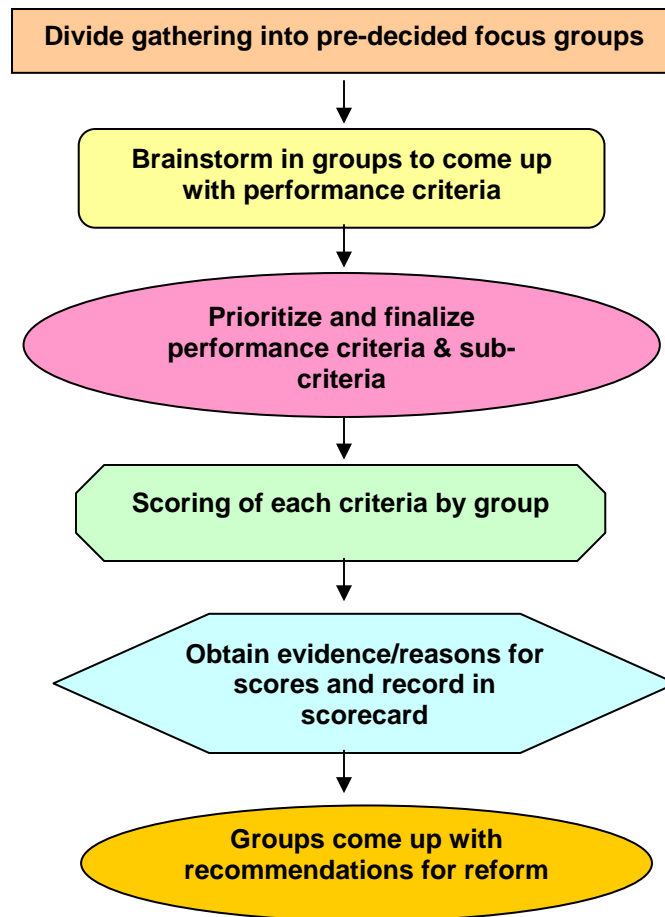 Divide gathering into pre-decided focus groups
Brainstorm in groups to come up
with performance criteria
Prioritize and finalize
performance criteria & sub-
criteria
Scoring of each criteria by group
Obtain evidence/reasons for
scores and record in
scorecard
Groups come up with
recommendations for reform